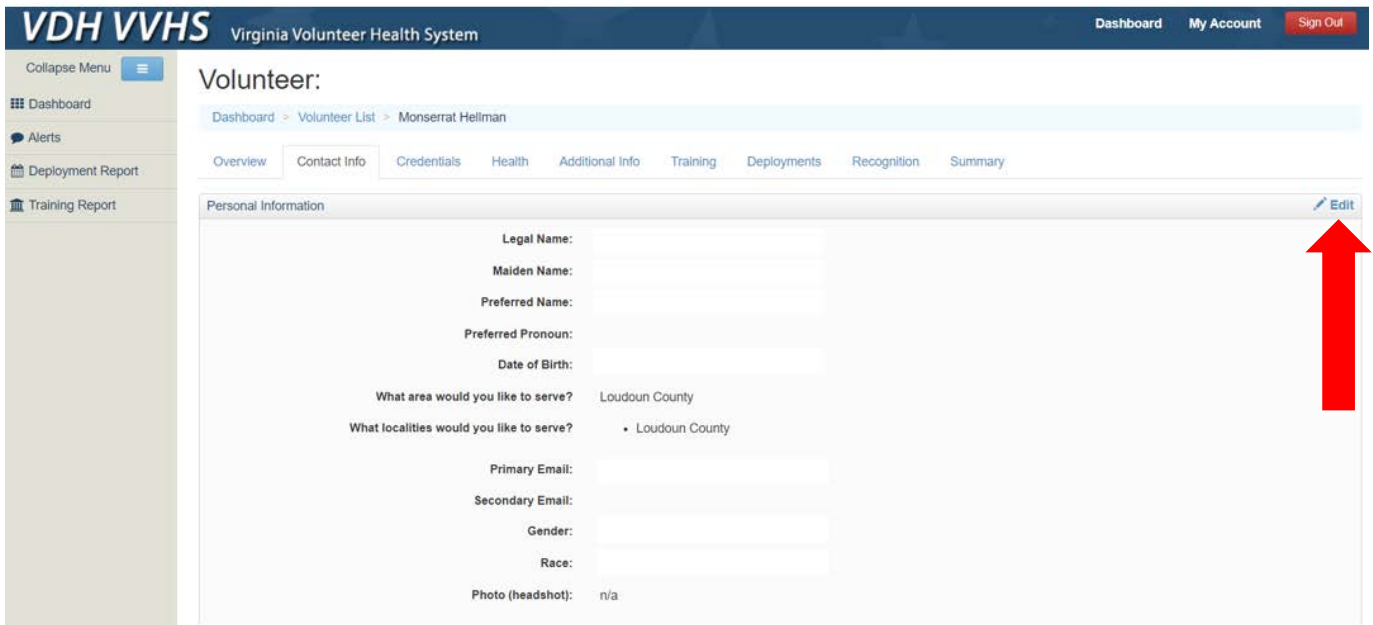 VDH VVHS Virginia Volunteer Health System
Dashboard My Account Sign Out
Collapse Menu
Dashboard
Alerts
Deployment Report
Training Report
Volunteer:
Dashboard > Volunteer List > Monserrat Hellman
Overview Contact Info Credentials Health Additional Info Training Deployments Recognition Summary
Personal Information Edit
Legal Name:
Maiden Name:
Preferred Name:
Preferred Pronoun:
Date of Birth:
What area would you like to serve? Loudoun County
What localities would you like to serve? • Loudoun County
Primary Email:
Secondary Email:
Gender:
Race:
Photo (headshot): n/a